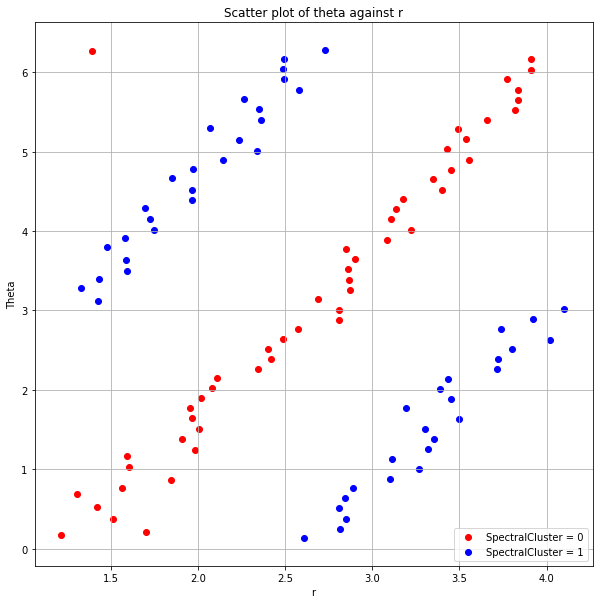 Scatter plot of theta against r
6
5
4
3
2
1
0
Theta
1.5 2.0 2.5 3.0 3.5 4.0
r
SpectralCluster = 0
SpectralCluster = 1